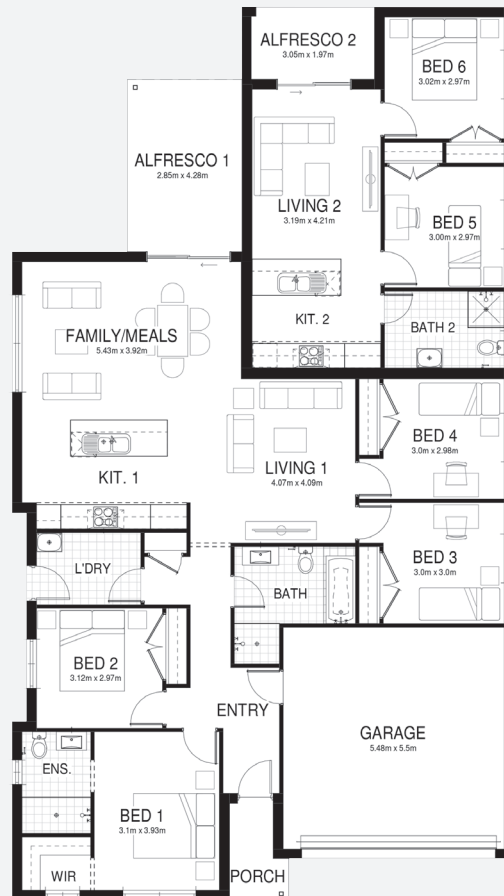 ALFRESCO 2
3.05m x 1.97m
BED 6
3.02m x 2.97m
ALFRESCO 1
2.85m x 4.28m
LIVING 2
3.19m x 4.21m
BED 5
3.00m x 2.97m
KIT. 2
BATH 2
FAMILY/MEALS
5.43m x 3.92m
KIT. 1
LIVING 1
4.07m x 4.09m
BED 4
3.0m x 2.98m
BED 3
3.0m x 3.0m
L'DRY
BATH
BED 2
3.12m x 2.97m
ENTRY
GARAGE
5.48m x 5.5m
ENS.
BED 1
3.1m x 3.93m
WIR
PORCH